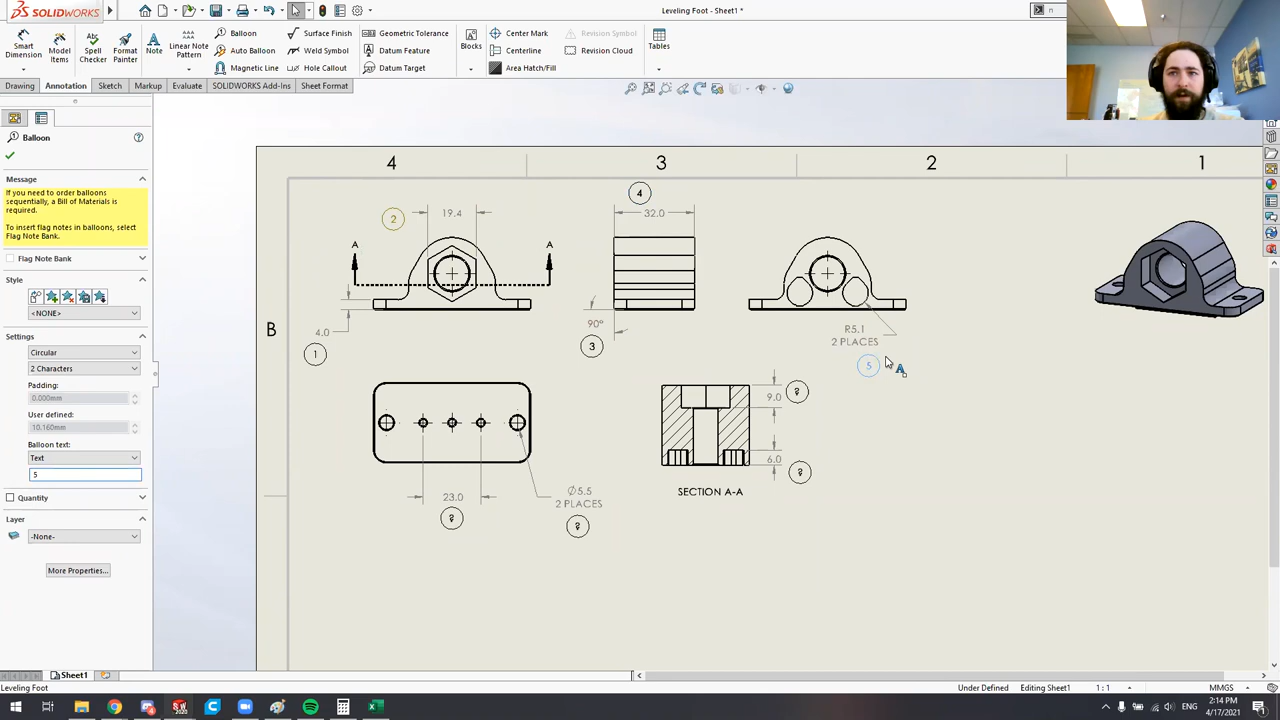 SOLIDWORKS
Leveling Foot - Sheet1 *
Smart Dimension
Model Items
Spell Checker
Format Painter
Note
Linear Note Pattern
Balloon
Auto Balloon
Magnetic Line
Surface Finish
Weld Symbol
Hole Callout
Geometric Tolerance
Datum Feature
Datum Target
Blocks
Center Mark
Centerline
Area Hatch/Fill
Revision Symbol
Revision Cloud
Tables
Drawing
Annotation
Sketch
Markup
Evaluate
SOLIDWORKS Add-Ins
Sheet Format
Balloon
Message
If you need to order balloons
sequentially, a Bill of Materials is
required.
To insert flag notes in balloons, select
Flag Note Bank.
Flag Note Bank
Style
<NONE>
Settings
Circular
2 Characters
Padding:
0.000mm
User defined:
10.160mm
Balloon text:
Text
5
Quantity
Layer
-None-
More Properties...
4
3
2
1
B
2
19.4
A
A
4.0
1
4
32.0
90°
3
R5.1
2 PLACES
5
A
23.0
?
Ø5.5
2 PLACES
?
9.0
?
6.0
?
SECTION A-A
Sheet1
Leveling Foot
Under Defined
Editing Sheet1
1 : 1
MMGS
2:14 PM
4/17/2021